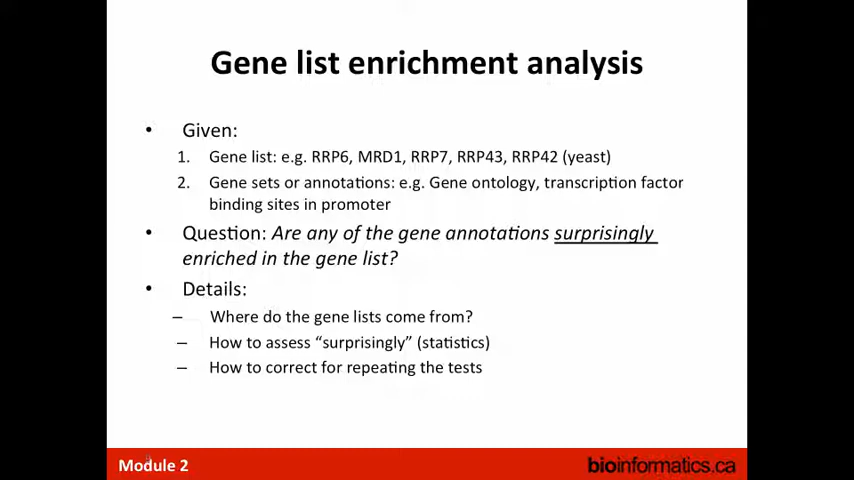 Gene list enrichment analysis
• Given:
1. Gene list: e.g. RRP6, MRD1, RRP7, RRP43, RRP42 (yeast)
2. Gene sets or annotations: e.g. Gene ontology, transcription factor
binding sites in promoter
• Question: Are any of the gene annotations surprisingly
enriched in the gene list?
• Details:
– Where do the gene lists come from?
– How to assess “surprisingly” (statistics)
– How to correct for repeating the tests
Module 2
bioinformatics.ca